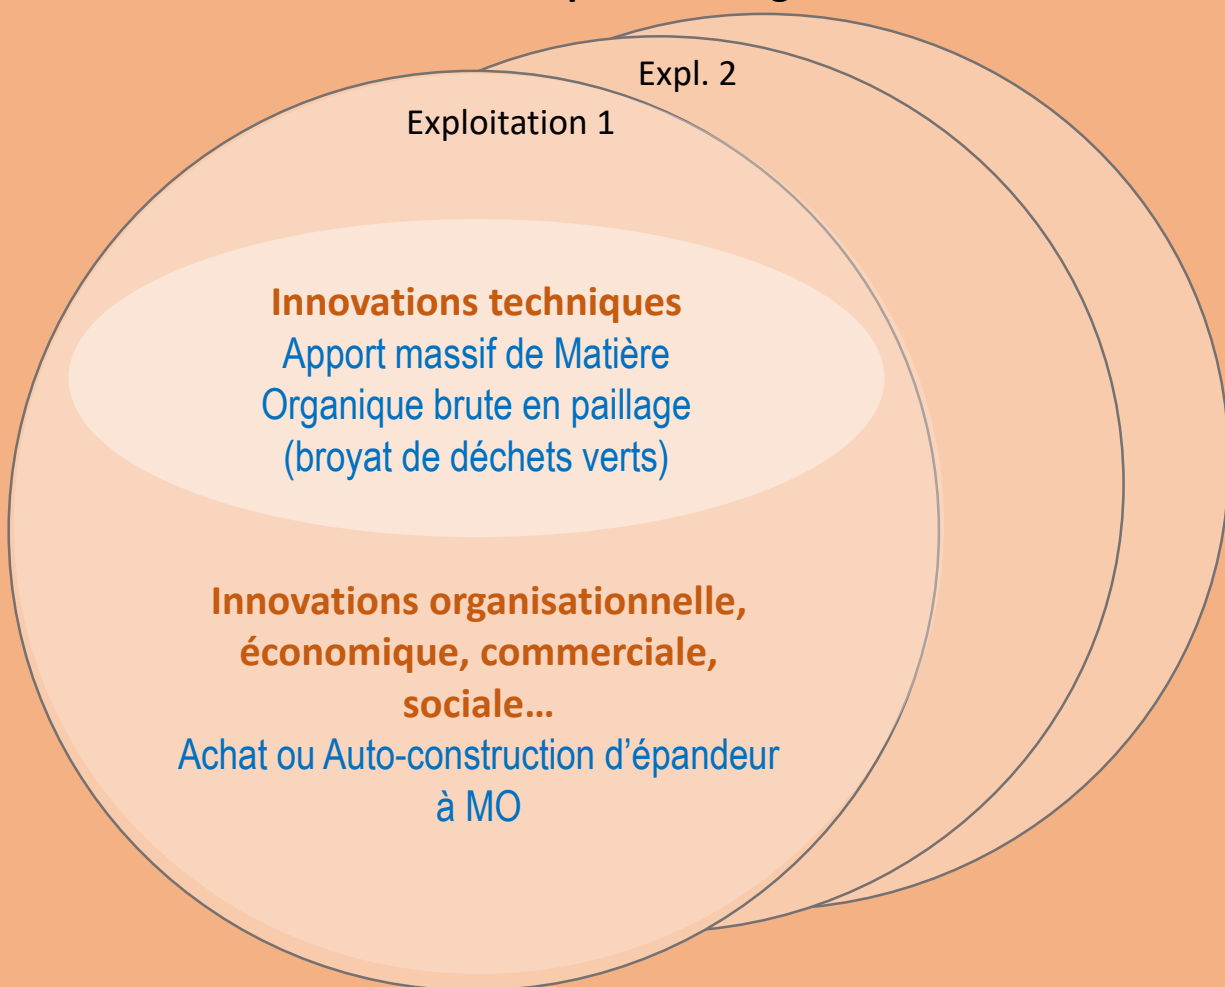 Expl. 2
Exploitation 1
Innovations techniques
Apport massif de Matière
Organique brute en paillage
(broyat de déchets verts)
Innovations organisationnelle,
économique, commerciale,
sociale…
Achat ou Auto-construction d’épandeur
à MO